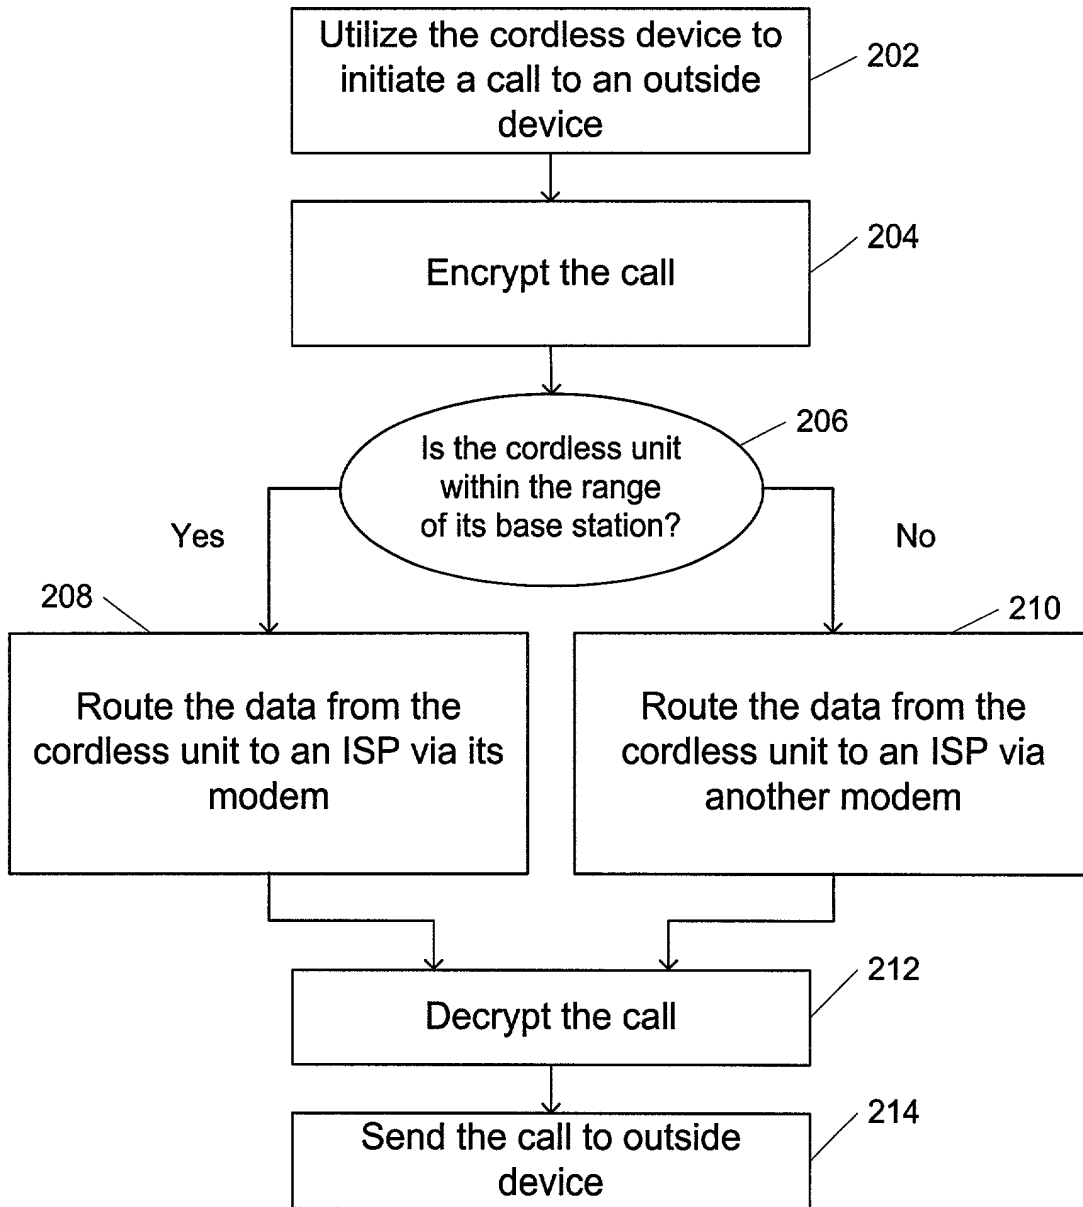 Utilize the cordless device to
initiate a call to an outside
device
202
Encrypt the call
204
Is the cordless unit
within the range
of its base station?
206
Yes
No
208
Route the data from the
cordless unit to an ISP via its
modem
210
Route the data from the
cordless unit to an ISP via
another modem
Decrypt the call
212
Send the call to outside
device
214